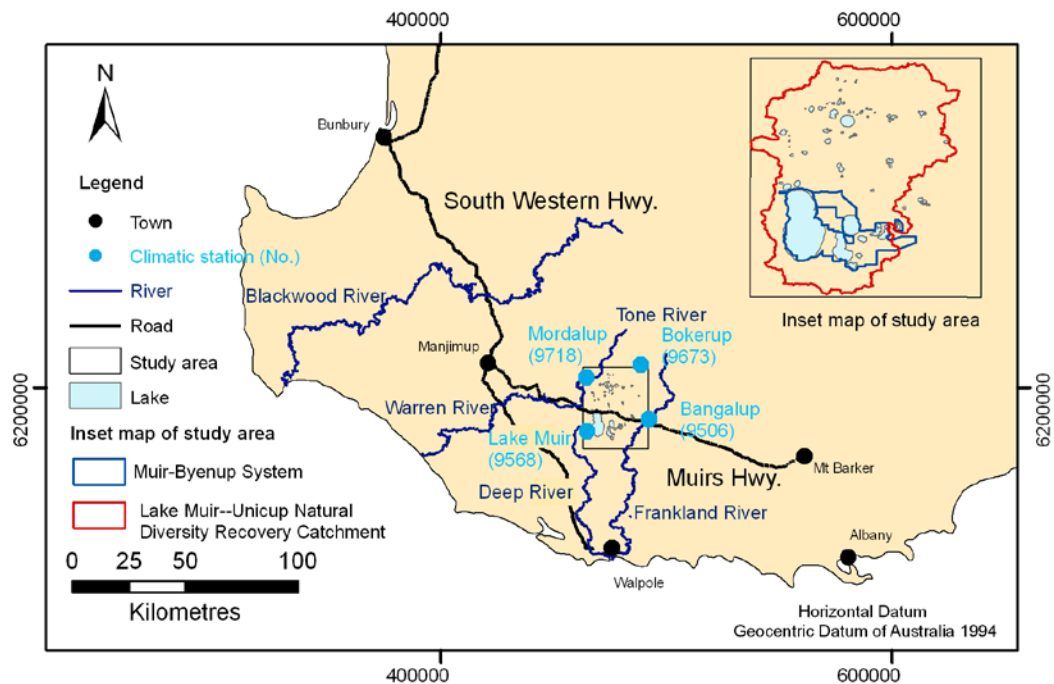 400000
600000
N
Bunbury
Legend
Town
Climatic station (No.)
River
Road
Study area
Lake
Inset map of study area
Muir-Byenup System
Lake Muir--Unicup Natural
Diversity Recovery Catchment
0 25 50 100
Kilometres
South Western Hwy.
Blackwood River
Manjimup
Mordalup
(9718)
Tone River
Bokerup
(9673)
Warren River
Bangalup
(9506)
Lake Muir
(9568)
Muirs Hwy.
Mt Barker
Deep River
Frankland River
Albany
Walpole
Inset map of study area
6200000
6200000
Horizontal Datum
Geocentric Datum of Australia 1994
400000
600000